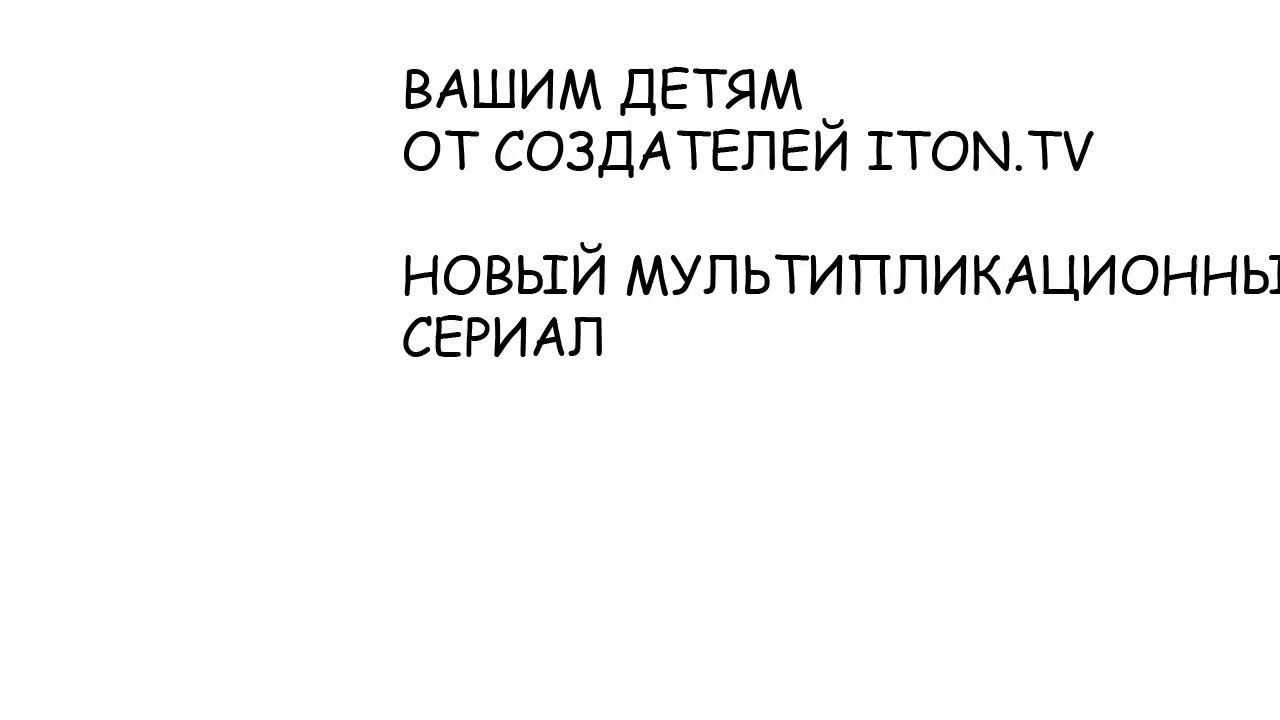 ВАШИМ ДЕТЯМ
ОТ СОЗДАТЕЛЕЙ ITON.TV
НОВЫЙ МУЛЬТИПЛИКАЦИОННЫ
СЕРИАЛ